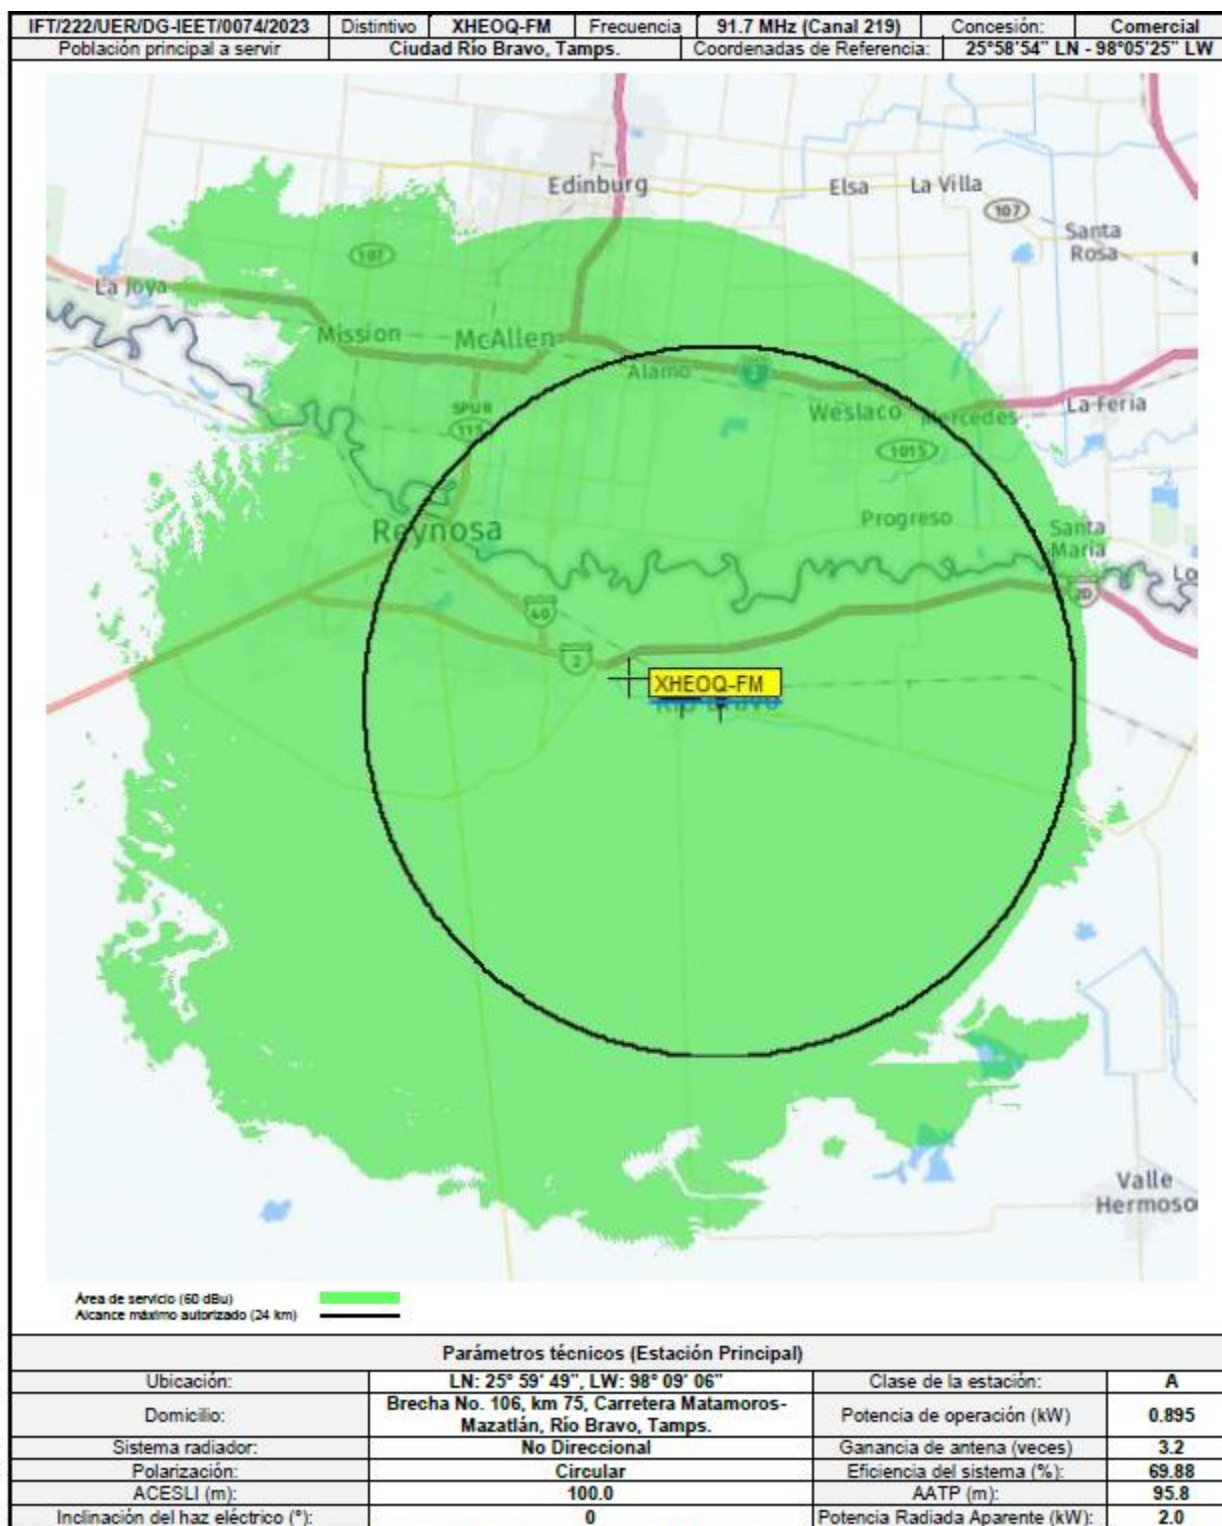 IFT/222/UER/DG-IEET/0074/2023 Distintivo XHEOQ-FM Frecuencia 91.7 MHz (Canal 219) Concesión: Comercial
Población principal a servir Ciudad Río Bravo, Tamps. Coordenadas de Referencia: 25°58'54" LN - 98°05'25" LW
Edinburg
Elsa
La Villa
107
Santa
Rosa
107
La Joya
Mission
McAllen
Alamo
Weslaco
Mercedes
La Feria
SPUR
115
1015
Reynosa
Progreso
Santa
Maria
Lo
40
2
XHEOQ-FM
Río Bravo
Valle
Hermoso
Área de servicio (60 dBu)
Alcance máximo autorizado (24 km)
Parámetros técnicos (Estación Principal)
Ubicación: LN: 25° 59' 49", LW: 98° 09' 06" Clase de la estación: A
Domicilio: Brecha No. 106, km 75, Carretera Matamoros-
Mazatlán, Río Bravo, Tamps. Potencia de operación (kW) 0.895
Sistema radiador: No Direccional Ganancia de antena (veces) 3.2
Polarización: Circular Eficiencia del sistema (%): 69.88
ACESLI (m): 100.0 AATP (m): 95.8
Inclinación del haz eléctrico (°): 0 Potencia Radiada Aparente (kW): 2.0